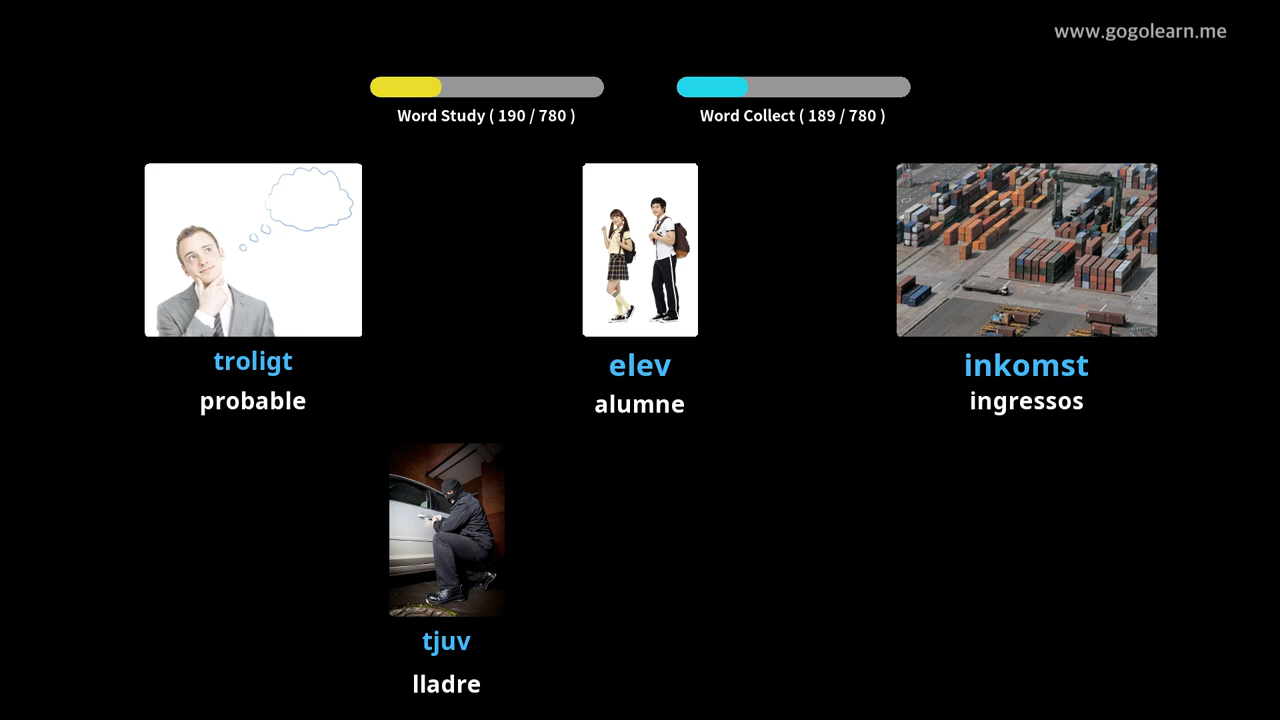 www.gogolearn.me
Word Study ( 190 / 780 )
Word Collect ( 189 / 780 )
troligt
probable
elev
alumne
inkomst
ingressos
tjuv
lladre